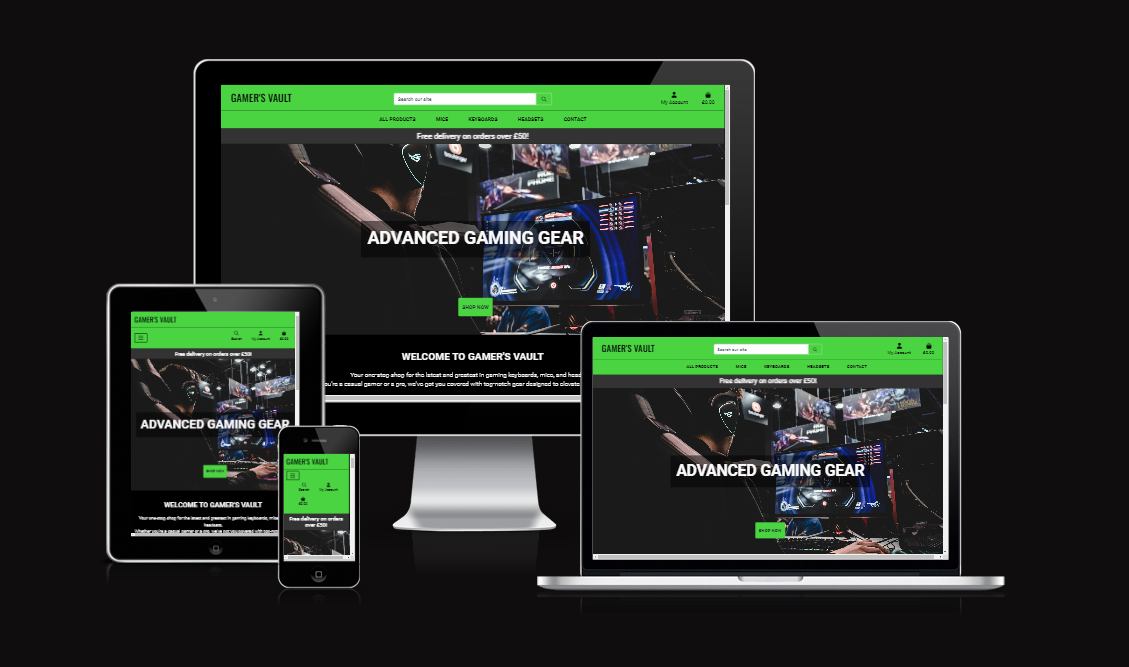 GAMER'S VAULT
Search our site
My Account
£0.00
ALL PRODUCTS
MICE
KEYBOARDS
HEADSETS
CONTACT
Free delivery on orders over £50!
ADVANCED GAMING GEAR
SHOP NOW
WELCOME TO GAMER'S VAULT
Your one-stop shop for the latest and greatest in gaming keyboards, mice, and
you're a casual gamer or a pro, we've got you covered with top-notch gear designed to elevate
GAMER'S VAULT
Search
My Account
£0.00
Free delivery on orders over £50!
ADVANCED GAMING GEAR
SHOP NOW
WELCOME TO GAMER'S VAULT
Your one-stop shop for the latest and greatest in gaming keyboards, mice,
headsets.
GAMER'S VAULT
Search
My Account
£0.00
Free delivery on orders
over £50!
GAMER'S VAULT
Search our site
My Account
£0.00
ALL PRODUCTS
MICE
KEYBOARDS
HEADSETS
CONTACT
Free delivery on orders over £50!
ADVANCED GAMING GEAR
SHOP NOW